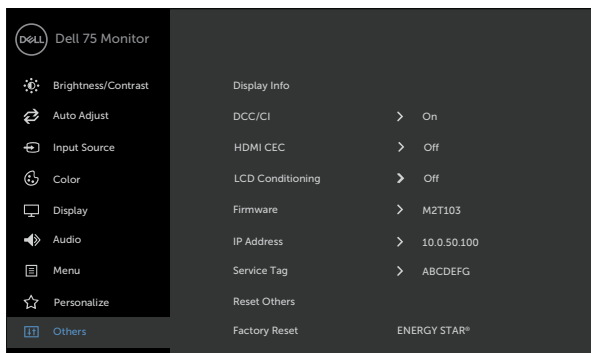 DELL Dell 75 Monitor
Brightness/Contrast Display Info
Auto Adjust DCC/CI On
Input Source HDMI CEC Off
Color LCD Conditioning Off
Display Firmware M2T103
Audio IP Address 10.0.50.100
Menu Service Tag ABCDEFG
Personalize Reset Others
Others Factory Reset ENERGY STAR®